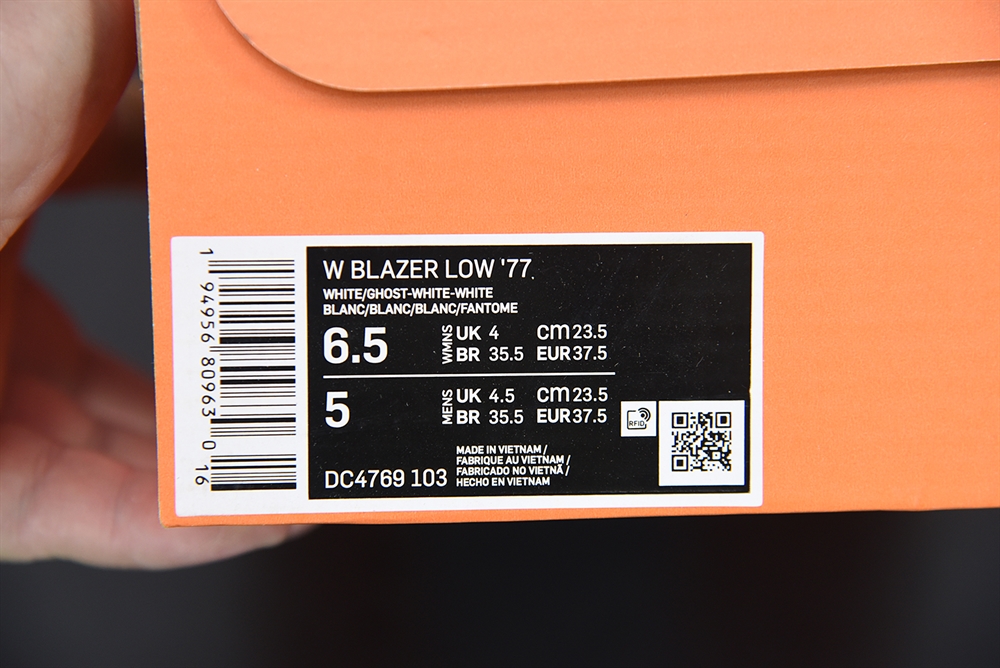 W BLAZER LOW '77
WHITE/GHOST-WHITE-WHITE
BLANC/BLANC/BLANC/FANTOME
6.5 WMNS UK 4 cm 23.5
BR 35.5 EUR 37.5
5 MENS UK 4.5 cm 23.5
BR 35.5 EUR 37.5
RFID
MADE IN VIETNAM /
FABRIQUE AU VIETNAM /
FABRICADO NO VIETNÃ /
HECHO EN VIETNAM
DC4769 103
1 94956 80963 0 16